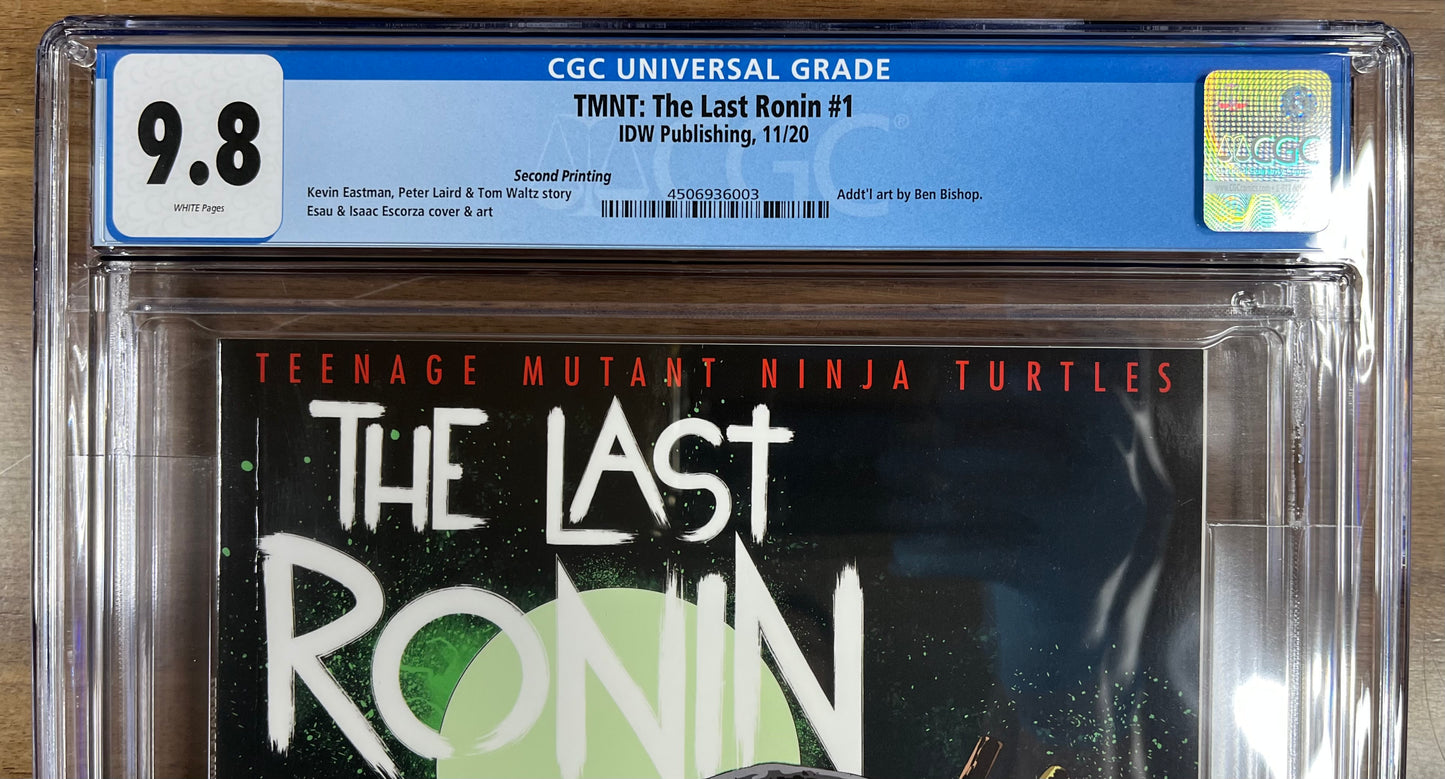 CGC UNIVERSAL GRADE
9.8
WHITE Pages
TMNT: The Last Ronin #1
IDW Publishing, 11/20
Second Printing
Kevin Eastman, Peter Laird & Tom Waltz story
Esau & Isaac Escorza cover & art
4506936003
Addt'l art by Ben Bishop.
CGC
CGC
TEENAGE MUTANT NINJA TURTLES
THE LAST
RONIN